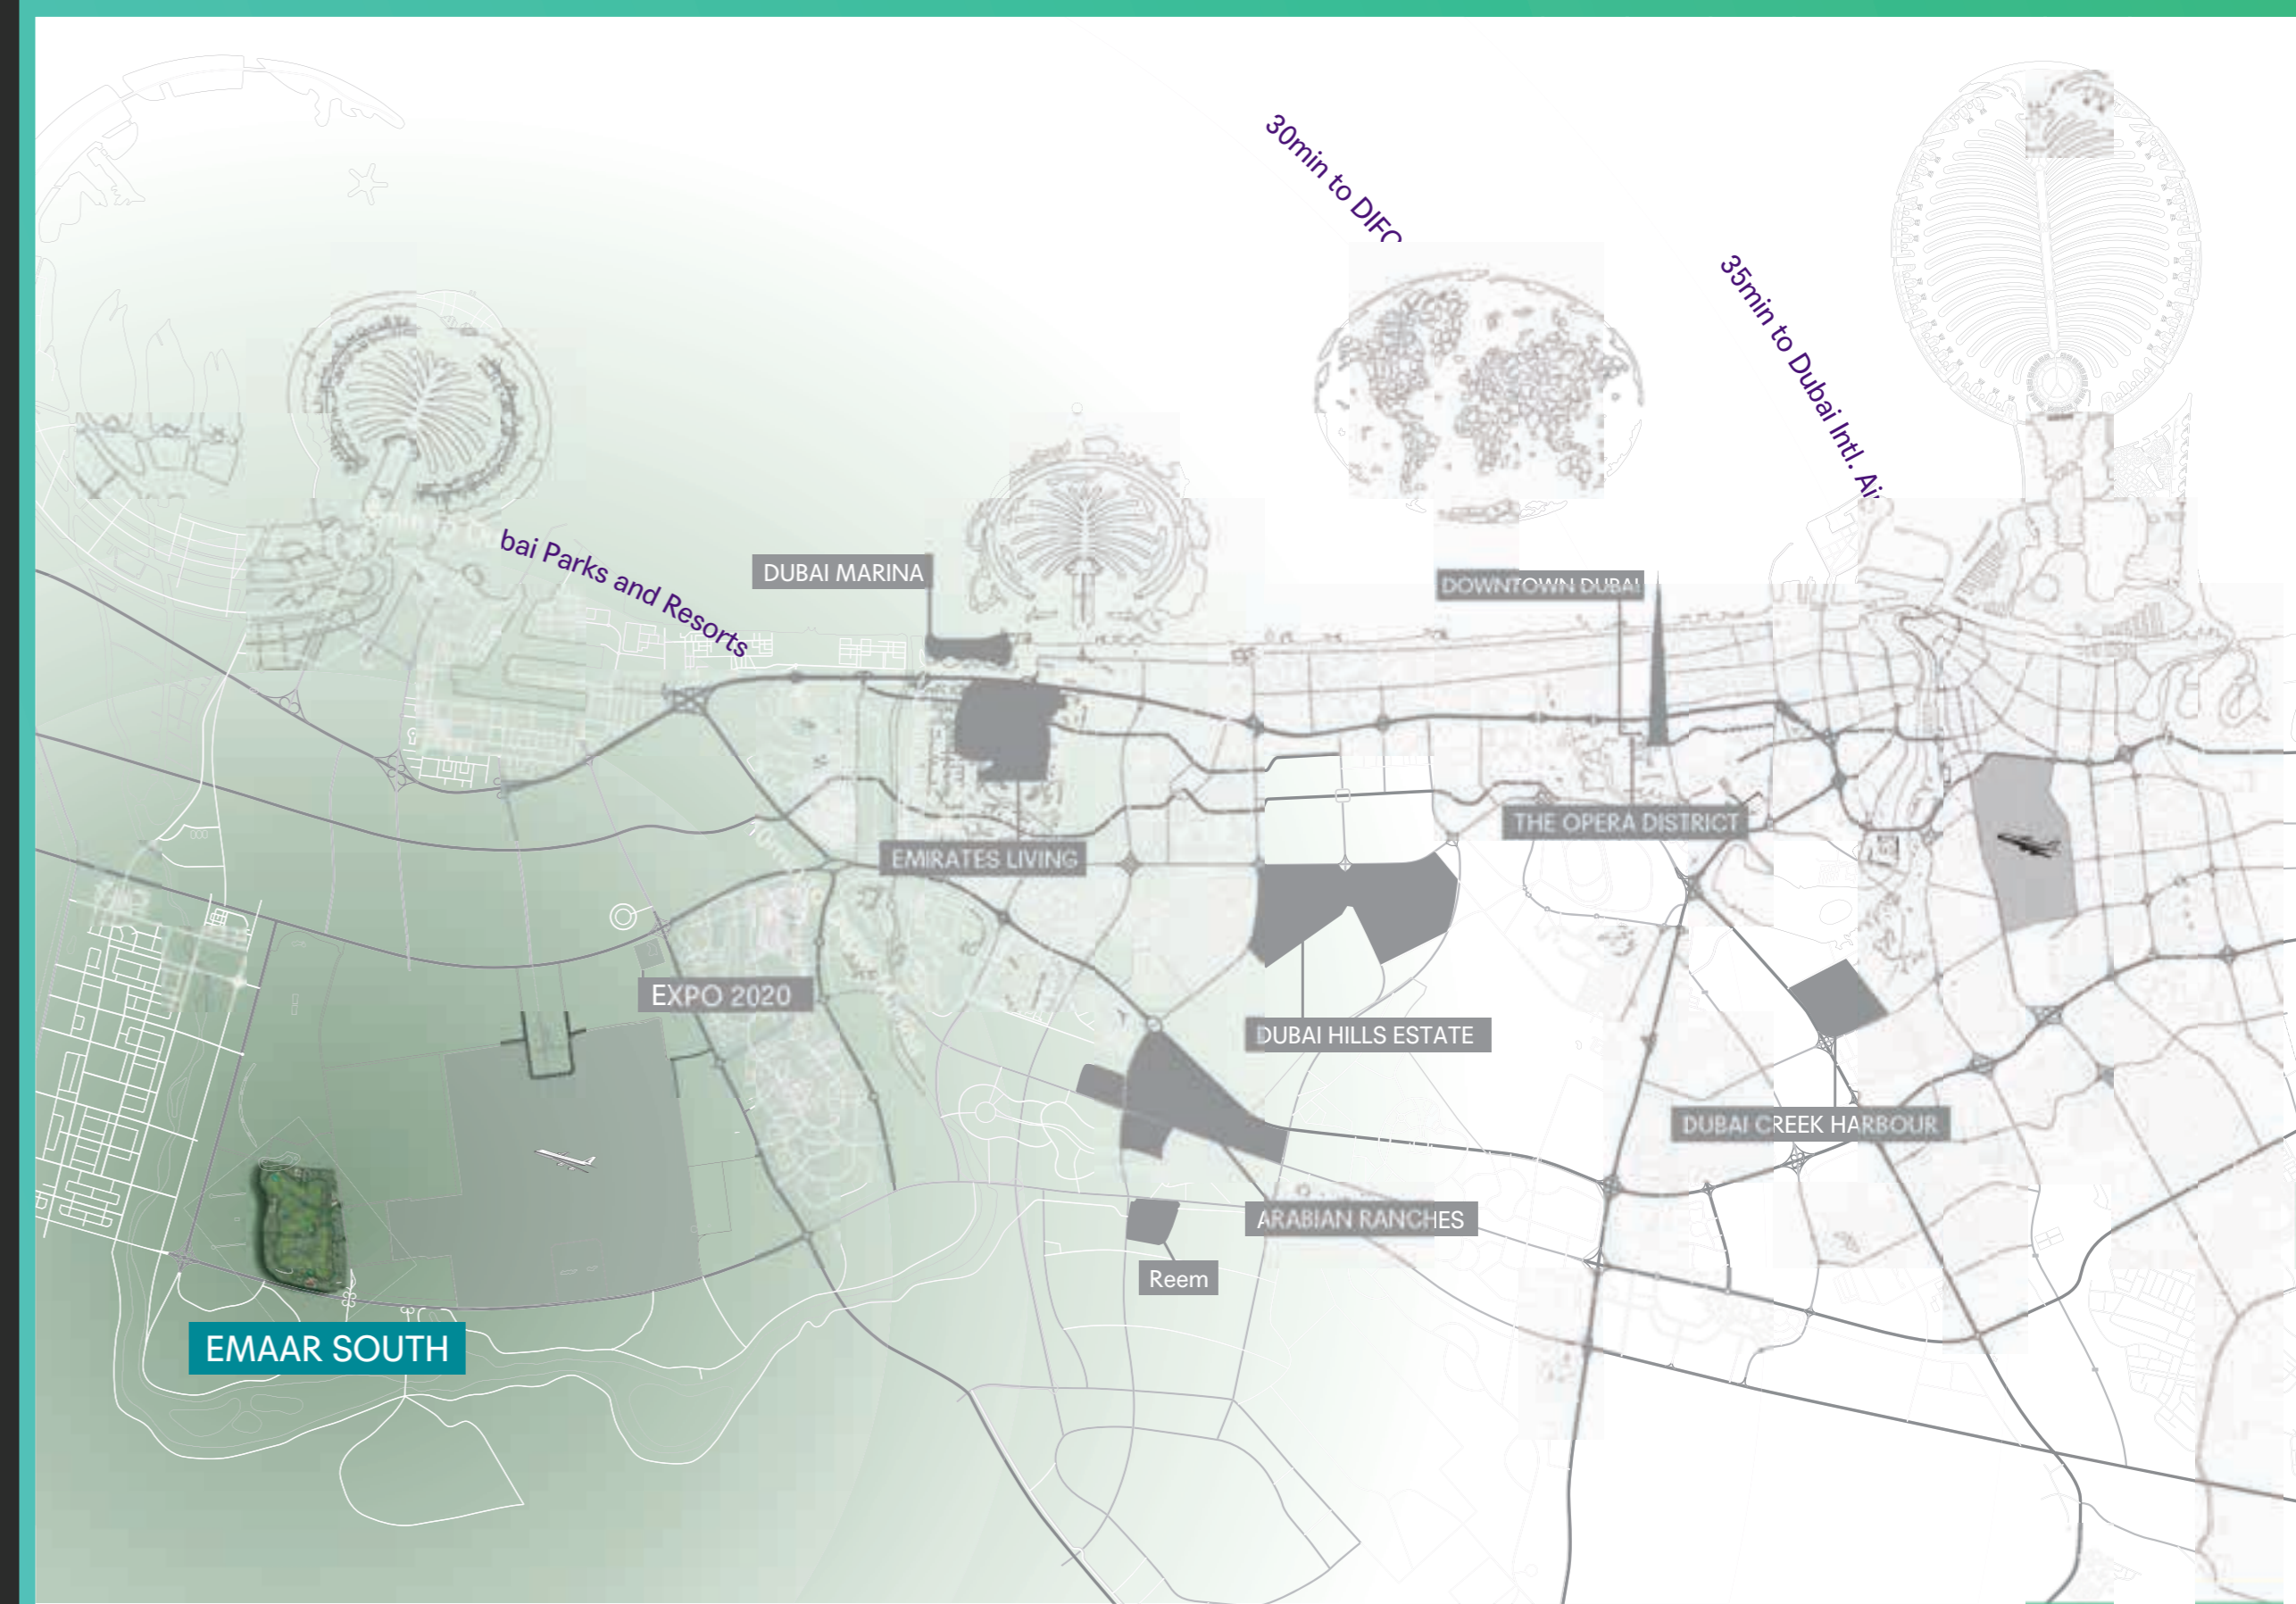 30min to DIFC
35min to Dubai Intl. Ai
bai Parks and Resorts
DUBAI MARINA
DOWNTOWN DUBAI
THE OPERA DISTRICT
EMIRATES LIVING
EXPO 2020
DUBAI HILLS ESTATE
DUBAI CREEK HARBOUR
ARABIAN RANCHES
Reem
EMAAR SOUTH